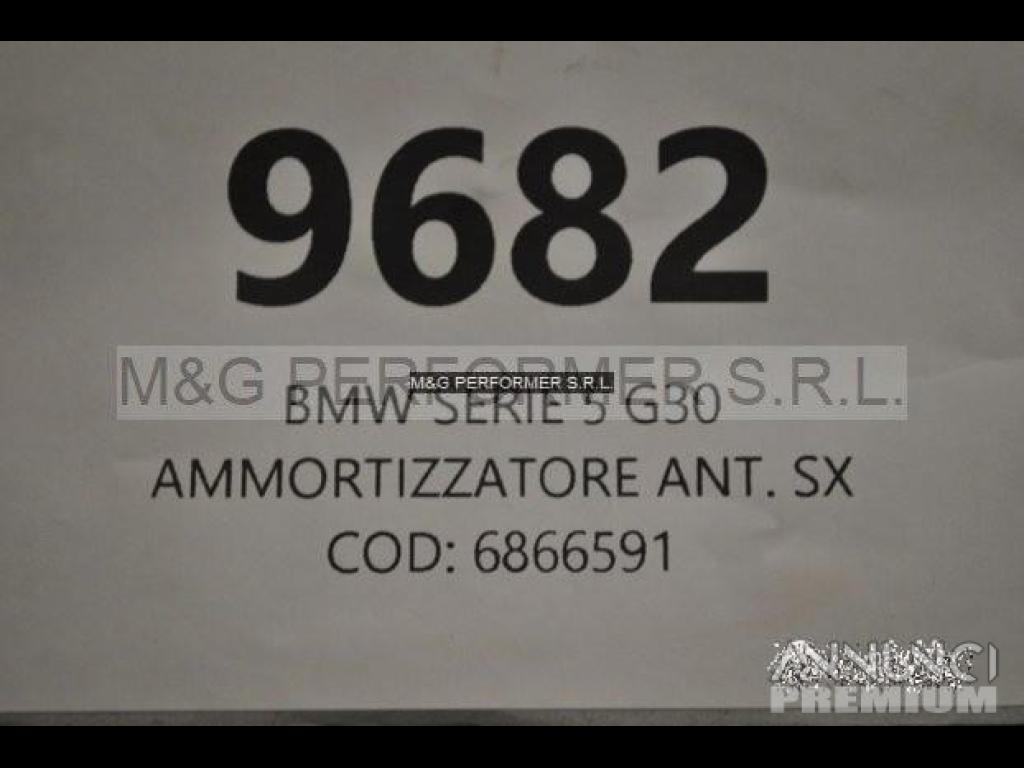 9682
M&G PERFORMER S.R.L.
M&G PERFORMER S.R.L.
BMW SERIE 5 G30
AMMORTIZZATORE ANT. SX
COD: 6866591
ANNUNCI
PREMIUM